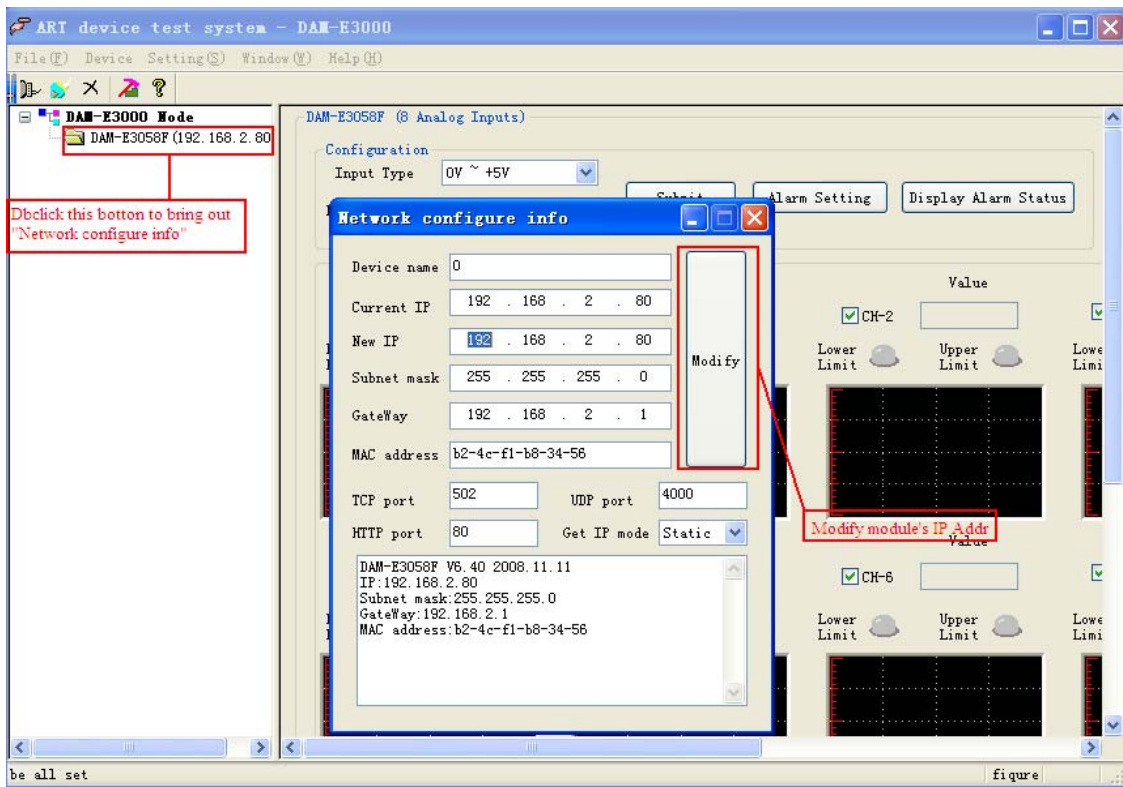 ART device test system - DAM-E3000
File(F) Device Setting(S) Window(W) Help(H)
DAM-E3000 Node
DAM-E3058F (192.168.2.80
Dbclick this botton to bring out
"Network configure info"
DAM-E3058F (8 Analog Inputs)
Configuration
Input Type 0V ~ +5V
Alarm Setting
Display Alarm Status
Network configure info
Device name 0
Current IP 192 . 168 . 2 . 80
New IP 192 . 168 . 2 . 80
Subnet mask 255 . 255 . 255 . 0
GateWay 192 . 168 . 2 . 1
MAC address b2-4c-f1-b8-34-56
Modify
TCP port 502 UDP port 4000
HTTP port 80 Get IP mode Static
DAM-E3058F V6.40 2008.11.11
IP:192.168.2.80
Subnet mask:255.255.255.0
GateWay:192.168.2.1
MAC address:b2-4c-f1-b8-34-56
Value
CH-2
Lower Limit
Upper Limit
Modify module's IP Addr
Value
CH-6
Lower Limit
Upper Limit
be all set
fiqure